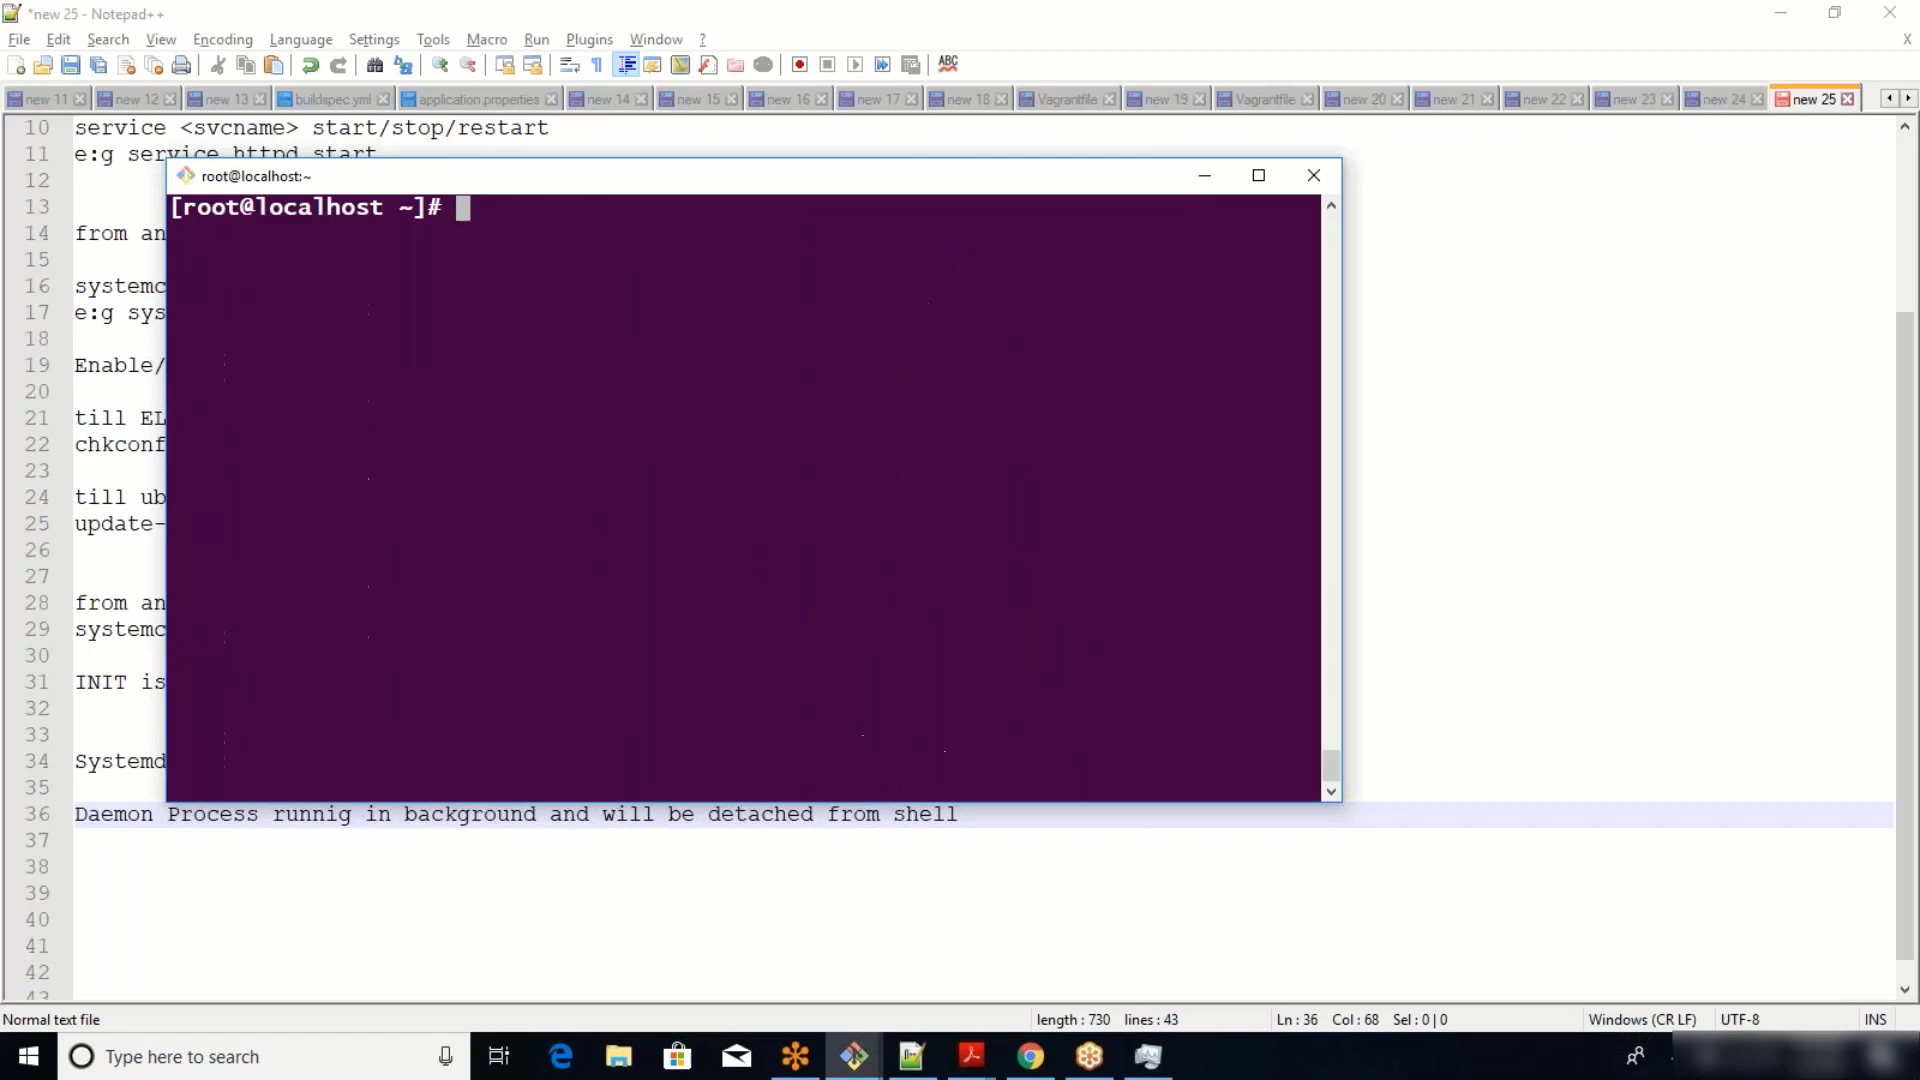 *new 25 - Notepad++
File Edit Search View Encoding Language Settings Tools Macro Run Plugins Window ? X
ABC
new 11 new 12 new 13 buildspec.yml application.properties new 14 new 15 new 16 new 17 new 18 Vagrantfile new 19 Vagrantfile new 20 new 21 new 22 new 23 new 24 new 25
10 service <svcname> start/stop/restart
11 e:g service httpd start
12
13
14 from an
15
16 systemc
17 e:g sys
18
19 Enable/
20
21 till EL
22 chkconf
23
24 till ub
25 update-
26
27
28 from an
29 systemc
30
31 INIT is
32
33
34 Systemd
35
36 Daemon Process runnig in background and will be detached from shell
37
38
39
40
41
42
43
root@localhost:~
[root@localhost ~]#
Normal text file length : 730 lines : 43 Ln : 36 Col : 68 Sel : 0 | 0 Windows (CR LF) UTF-8 INS
Type here to search